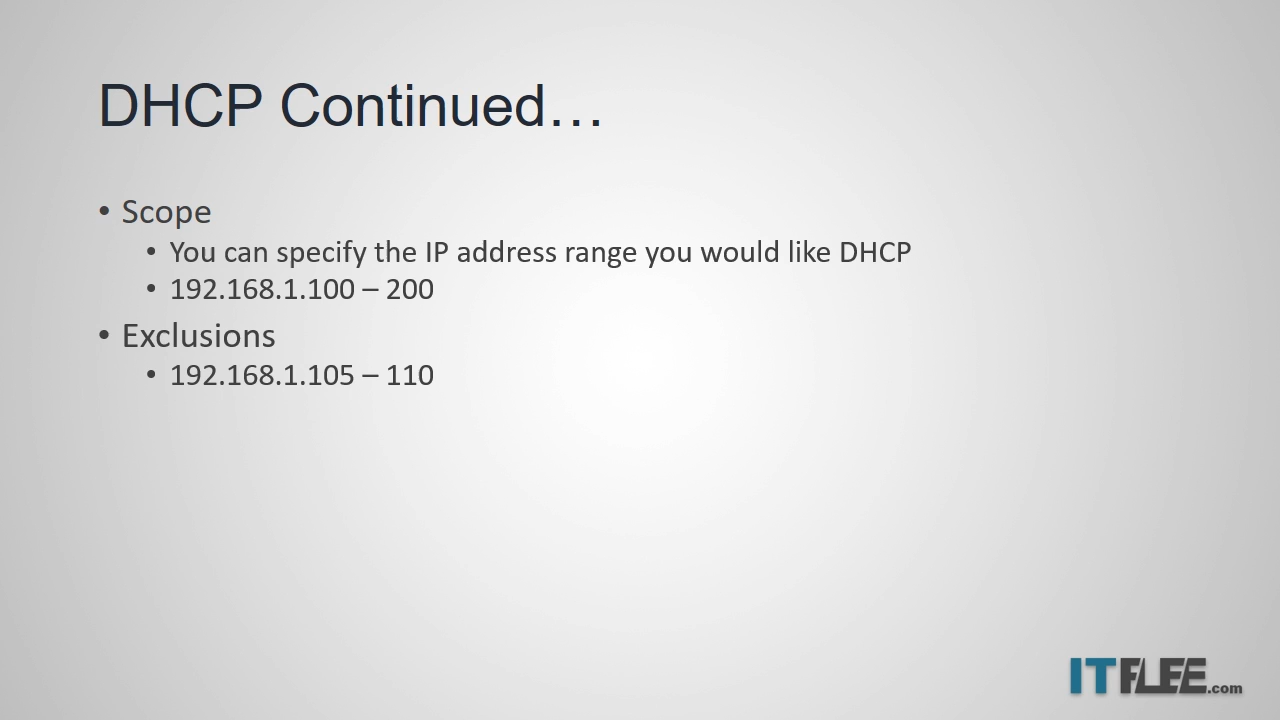 DHCP Continued…
• Scope
• You can specify the IP address range you would like DHCP
• 192.168.1.100 – 200
• Exclusions
• 192.168.1.105 – 110
ITFLEE.com